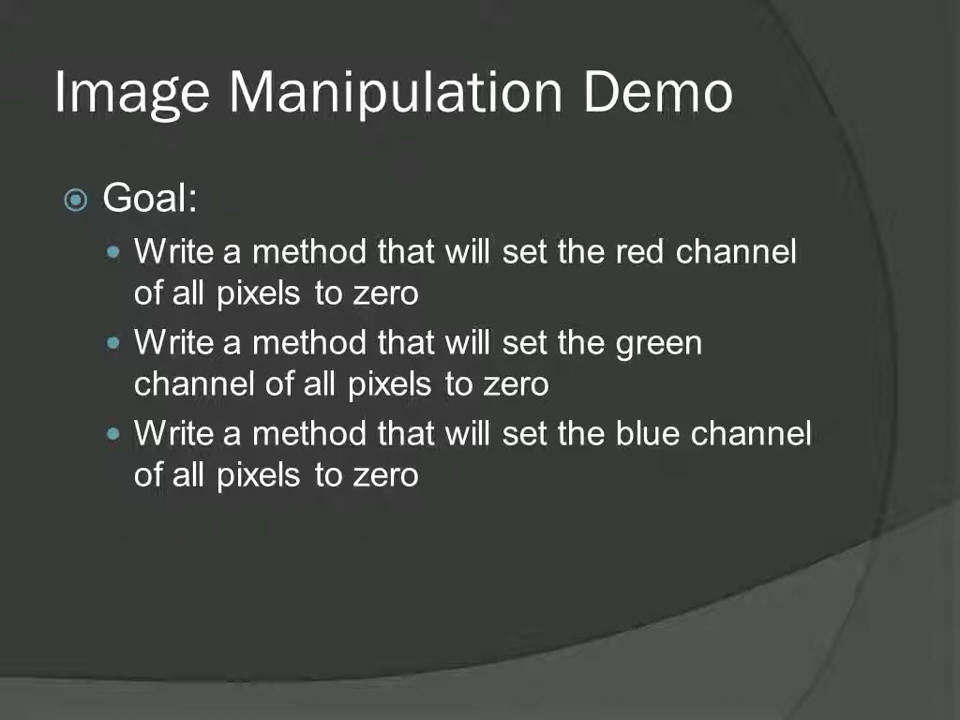 Image Manipulation Demo
Goal:
Write a method that will set the red channel
of all pixels to zero
Write a method that will set the green
channel of all pixels to zero
Write a method that will set the blue channel
of all pixels to zero